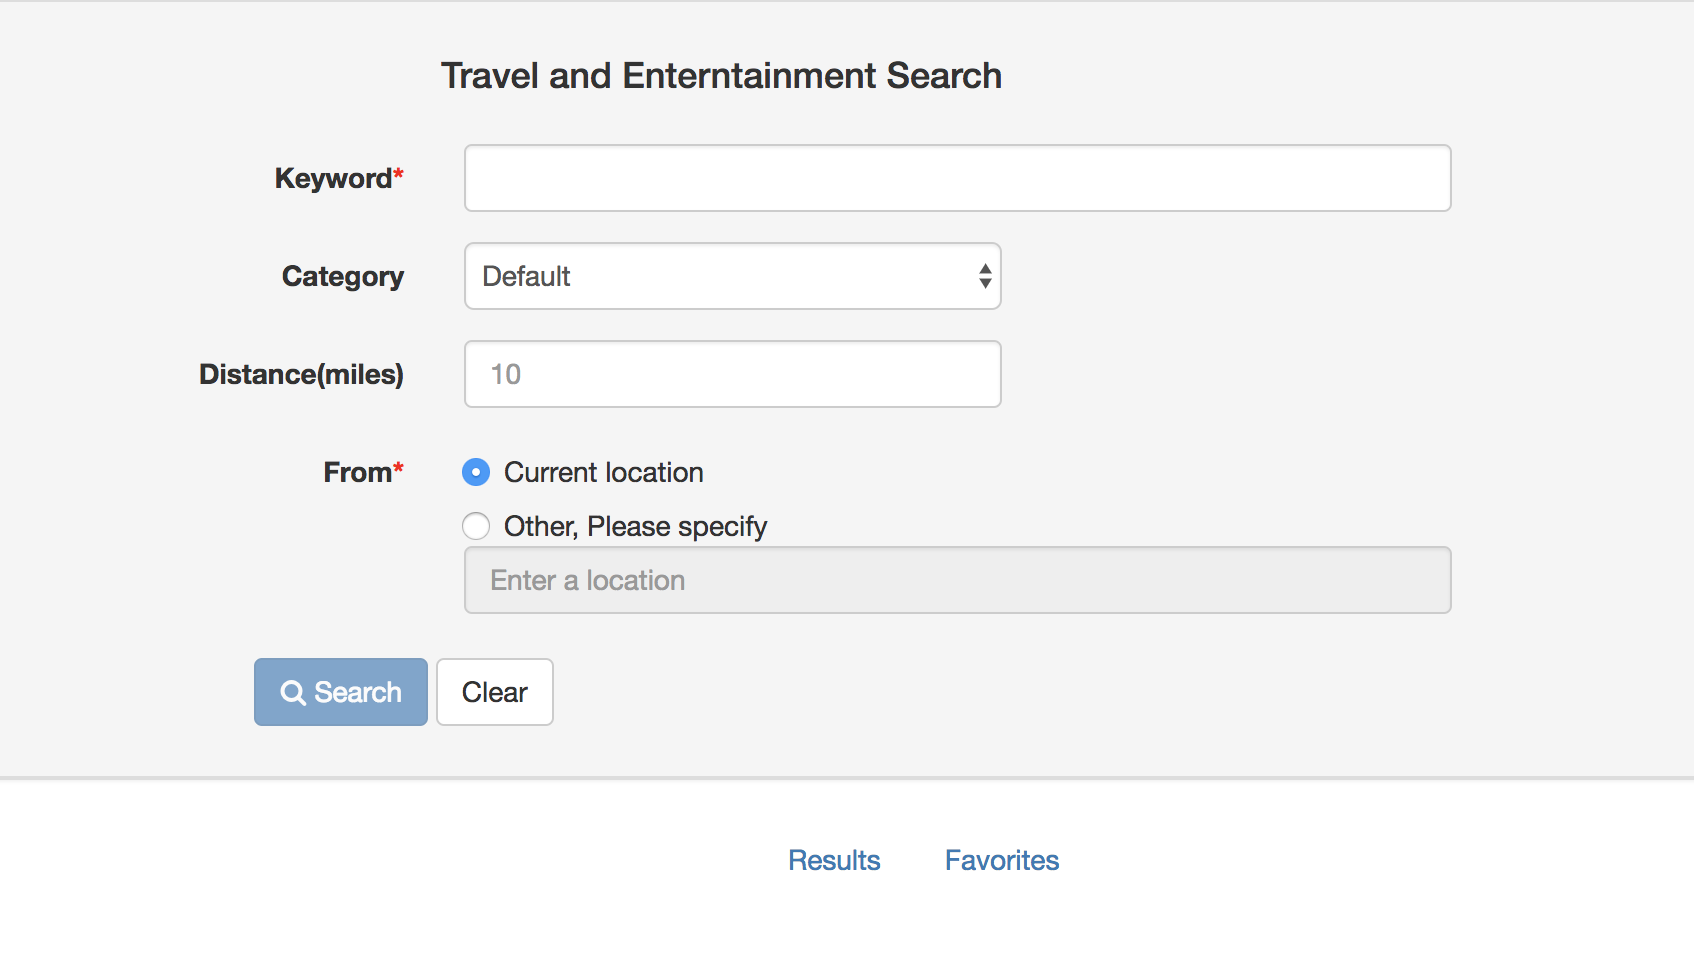 Travel and Enterntainment Search
Keyword*
Category Default
Distance(miles) 10
From* Current location
Other, Please specify
Enter a location
Search Clear
Results Favorites